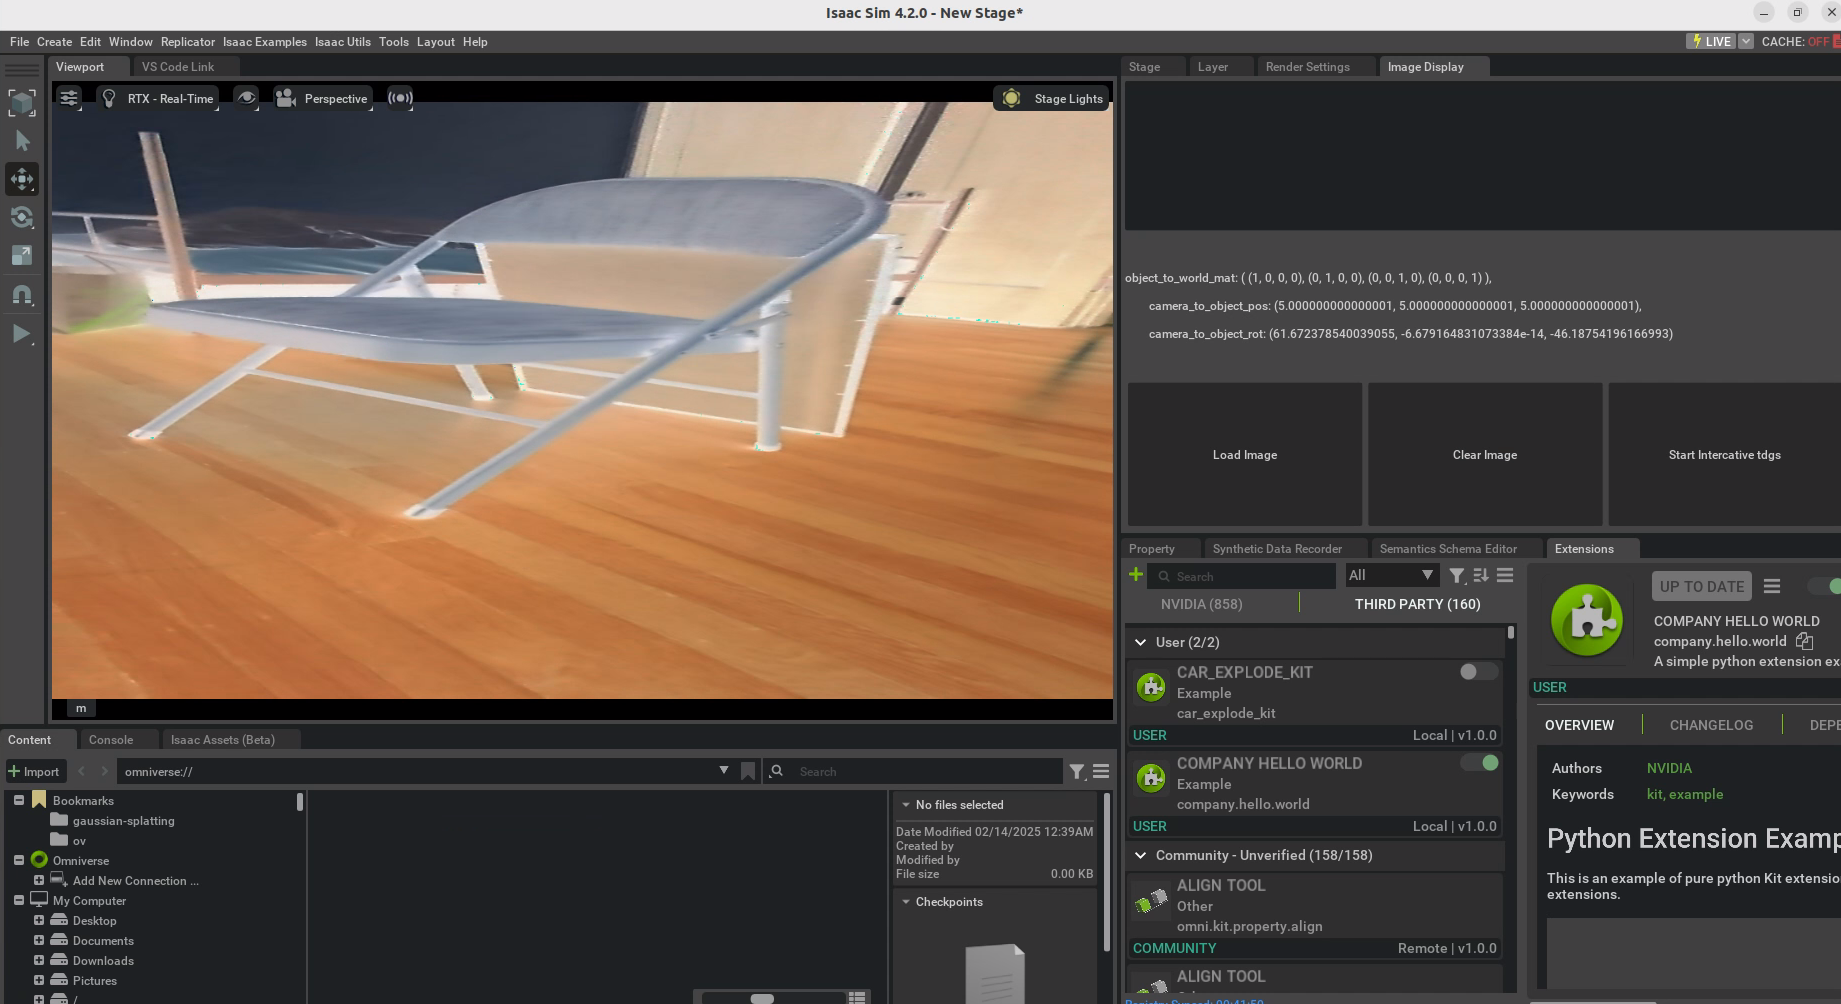 Isaac Sim 4.2.0 - New Stage*
File Create Edit Window Replicator Isaac Examples Isaac Utils Tools Layout Help
LIVE CACHE: OFF
Viewport VS Code Link
RTX - Real-Time Perspective Stage Lights
m
Stage Layer Render Settings Image Display
object_to_world_mat: ( (1, 0, 0, 0), (0, 1, 0, 0), (0, 0, 1, 0), (0, 0, 0, 1) ),
camera_to_object_pos: (5.000000000000001, 5.000000000000001, 5.000000000000001),
camera_to_object_rot: (61.672378540039055, -6.679164831073384e-14, -46.18754196166993)
Load Image Clear Image Start Intercative tdgs
Property Synthetic Data Recorder Semantics Schema Editor Extensions
Search All
NVIDIA (858) THIRD PARTY (160)
User (2/2)
CAR_EXPLODE_KIT
Example
car_explode_kit
USER Local | v1.0.0
COMPANY HELLO WORLD
Example
company.hello.world
USER Local | v1.0.0
Community - Unverified (158/158)
ALIGN TOOL
Other
omni.kit.property.align
COMMUNITY Remote | v1.0.0
ALIGN TOOL
UP TO DATE
COMPANY HELLO WORLD
company.hello.world
A simple python extension ex
USER
OVERVIEW CHANGELOG DEPE
Authors NVIDIA
Keywords kit, example
Python Extension Examp
This is an example of pure python Kit extensio
extensions.
Content Console Isaac Assets (Beta)
Import omniverse:// Search
Bookmarks
gaussian-splatting
ov
Omniverse
Add New Connection ...
My Computer
Desktop
Documents
Downloads
Pictures
/
No files selected
Date Modified 02/14/2025 12:39AM
Created by
Modified by
File size 0.00 KB
Checkpoints